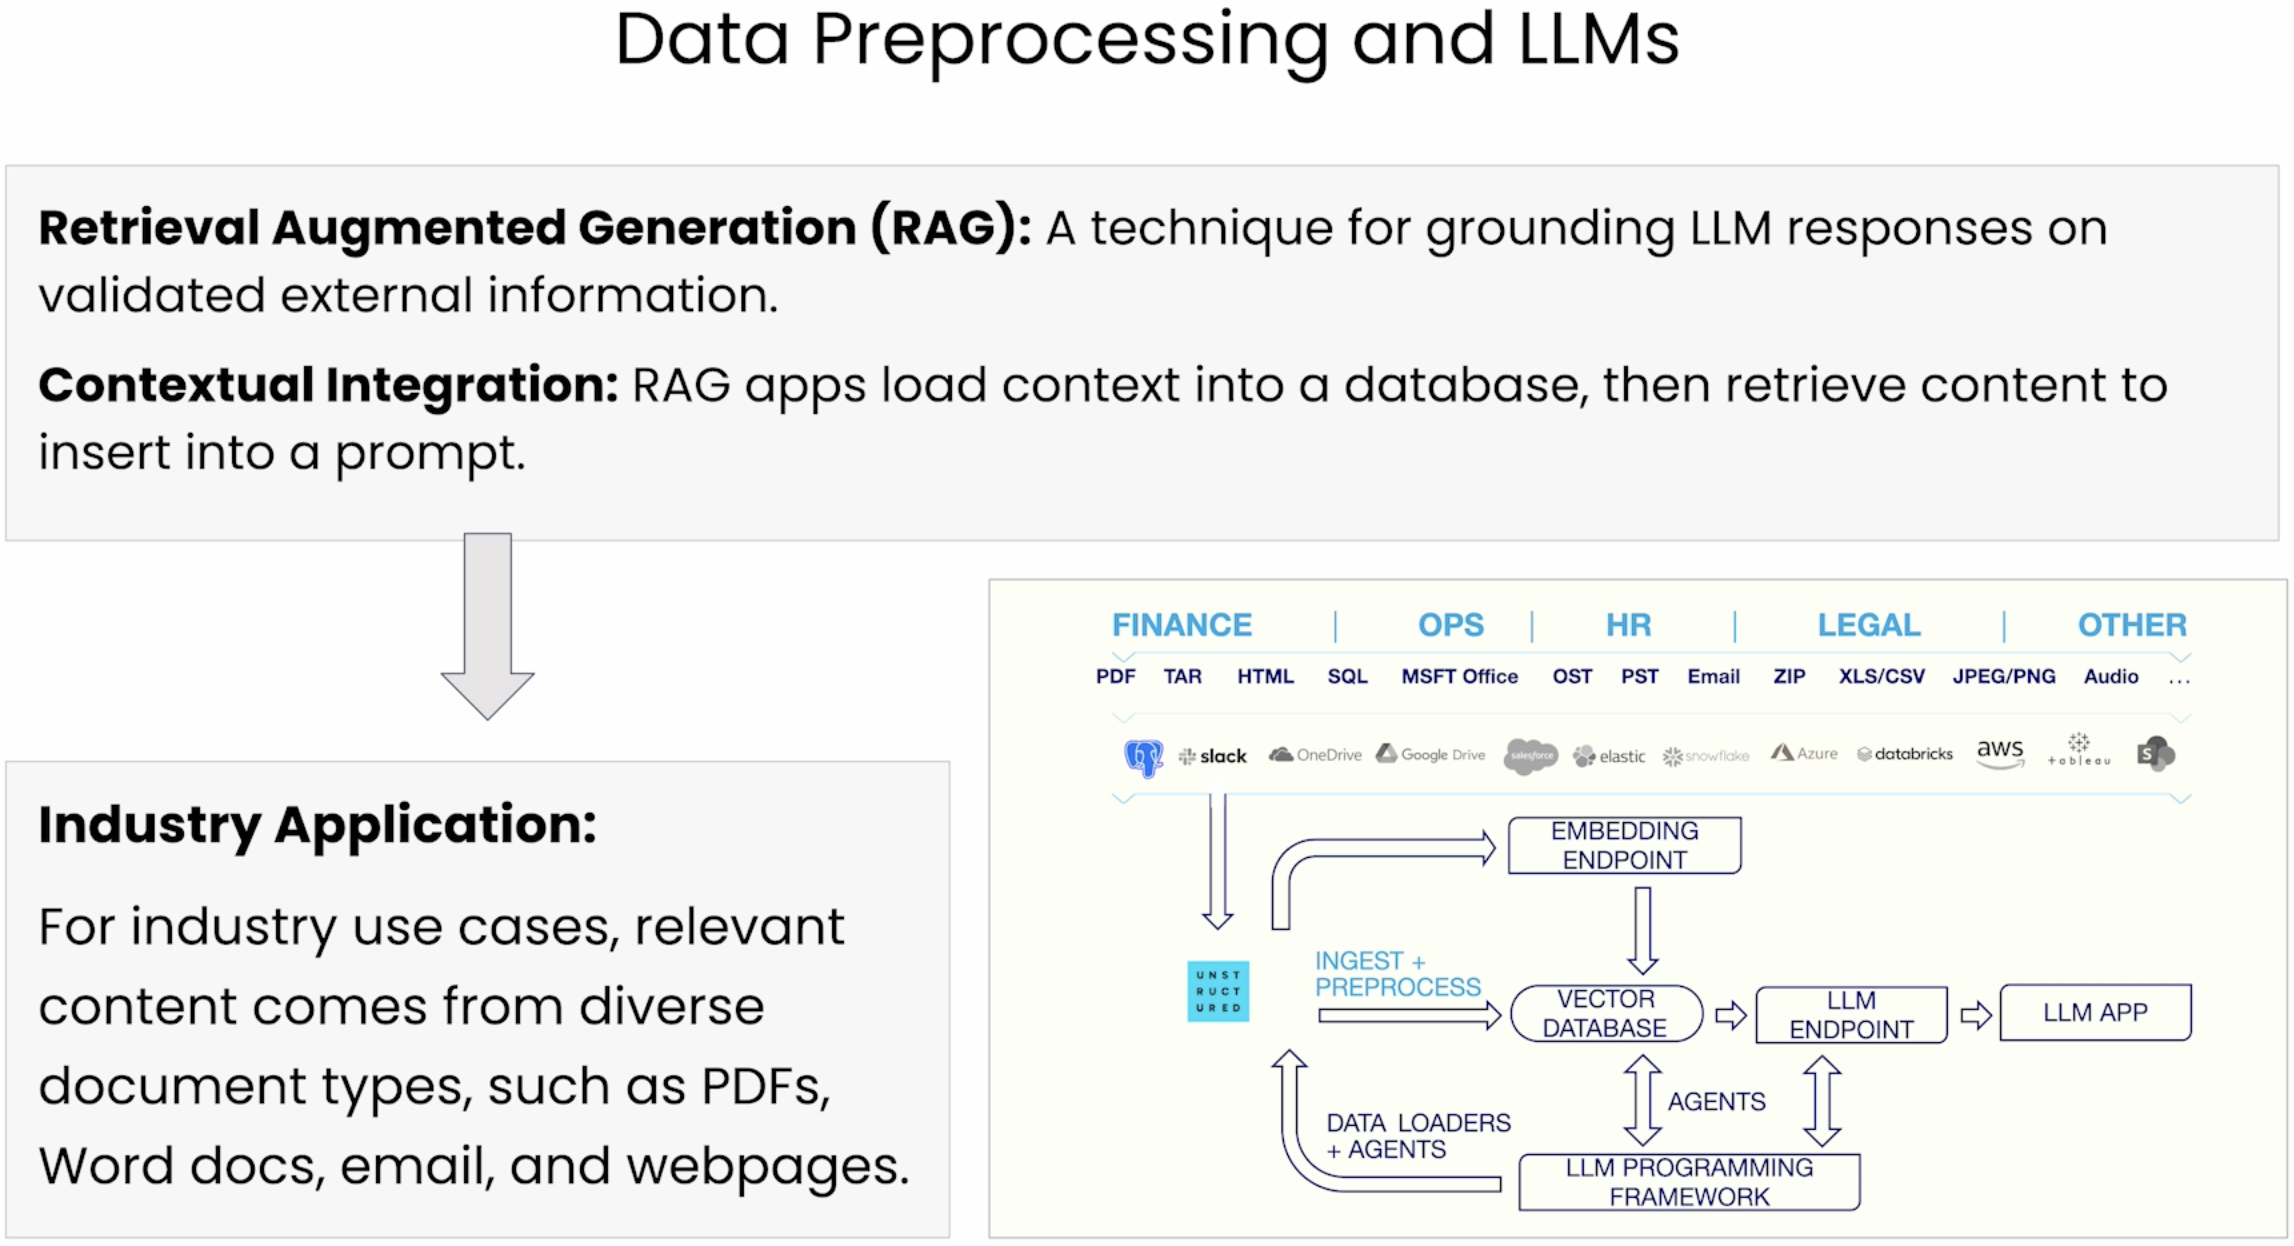 Data Preprocessing and LLMs
Retrieval Augmented Generation (RAG): A technique for grounding LLM responses on
validated external information.
Contextual Integration: RAG apps load context into a database, then retrieve content to
insert into a prompt.
Industry Application:
For industry use cases, relevant
content comes from diverse
document types, such as PDFs,
Word docs, email, and webpages.
FINANCE | OPS | HR | LEGAL | OTHER
PDF TAR HTML SQL MSFT Office OST PST Email ZIP XLS/CSV JPEG/PNG Audio ...
slack OneDrive Google Drive salesforce elastic snowflake Azure databricks aws +ableau S
EMBEDDING
ENDPOINT
UNST
RUCT
URED
INGEST +
PREPROCESS
VECTOR
DATABASE
LLM
ENDPOINT
LLM APP
DATA LOADERS
+ AGENTS
AGENTS
LLM PROGRAMMING
FRAMEWORK